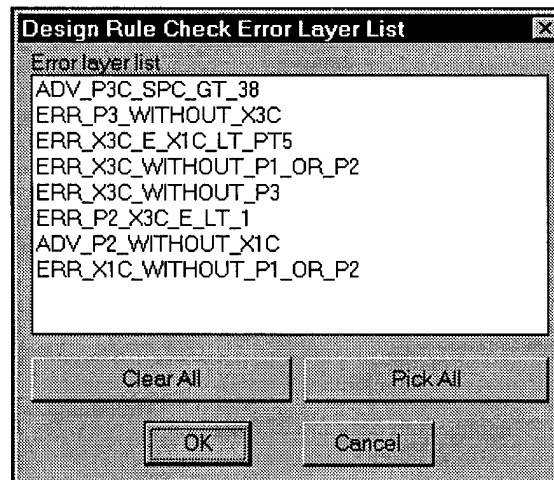 Design Rule Check Error Layer List
Error layer list
ADV_P3C_SPC_GT_38
ERR_P3_WITHOUT_X3C
ERR_X3C_E_X1C_LT_PT5
ERR_X3C_WITHOUT_P1_OR_P2
ERR_X3C_WITHOUT_P3
ERR_P2_X3C_E_LT_1
ADV_P2_WITHOUT_X1C
ERR_X1C_WITHOUT_P1_OR_P2
Clear All Pick All
OK Cancel